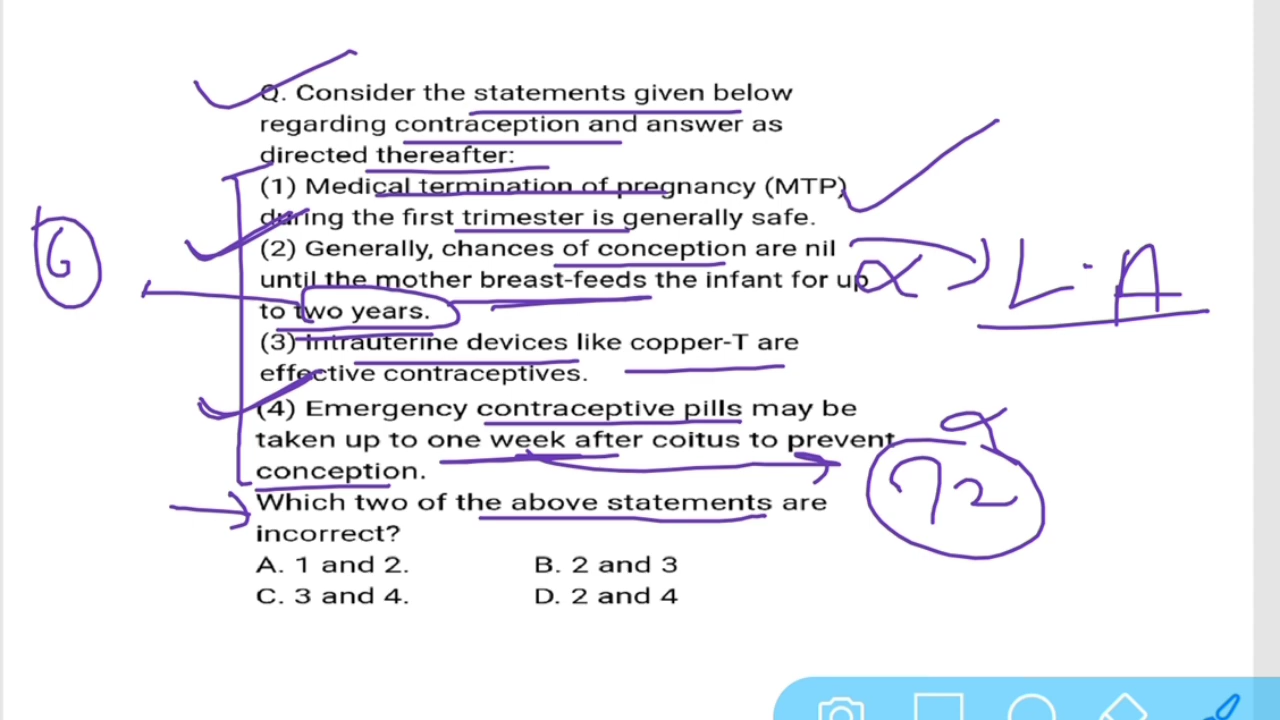 Q. Consider the statements given below
regarding contraception and answer as
directed thereafter:
(1) Medical termination of pregnancy (MTP)
during the first trimester is generally safe.
(2) Generally, chances of conception are nil
until the mother breast-feeds the infant for up
to two years.
(3) Intrauterine devices like copper-T are
effective contraceptives.
(4) Emergency contraceptive pills may be
taken up to one week after coitus to prevent
conception.
Which two of the above statements are
incorrect?
A. 1 and 2. B. 2 and 3
C. 3 and 4. D. 2 and 4
6
L.A
72